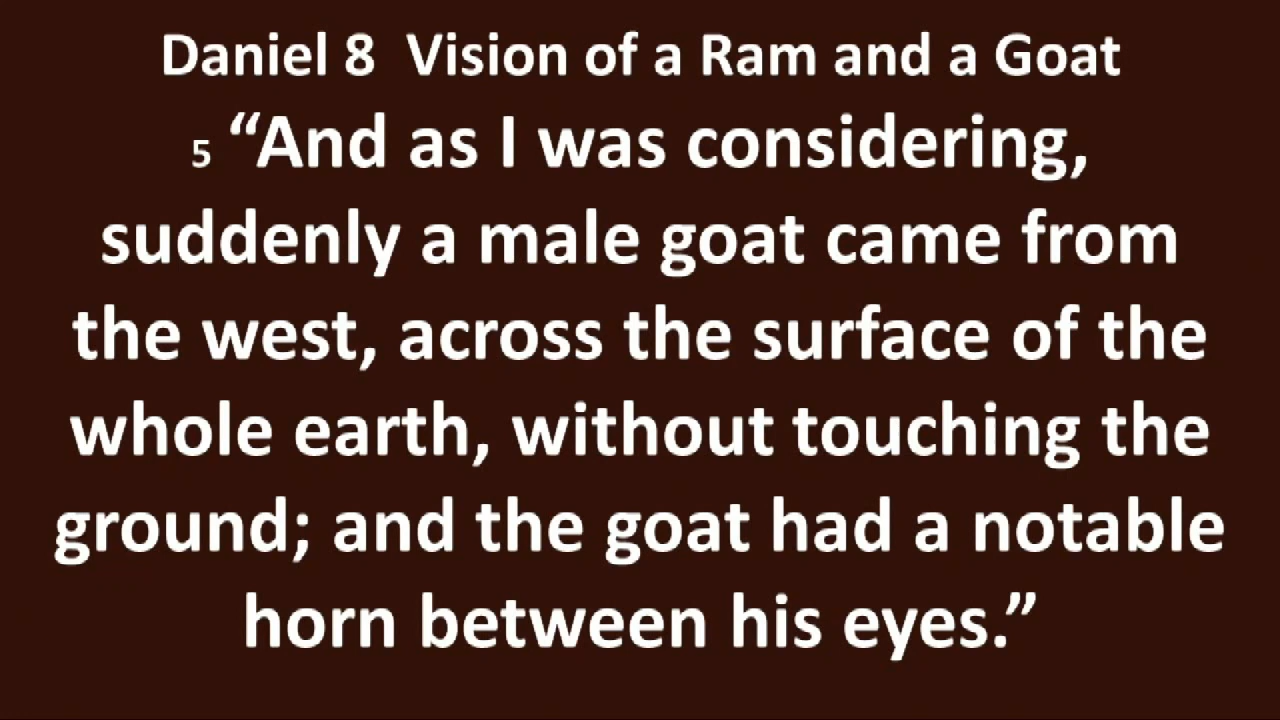 Daniel 8  Vision of a Ram and a Goat
5 “And as I was considering,
suddenly a male goat came from
the west, across the surface of the
whole earth, without touching the
ground; and the goat had a notable
horn between his eyes.”